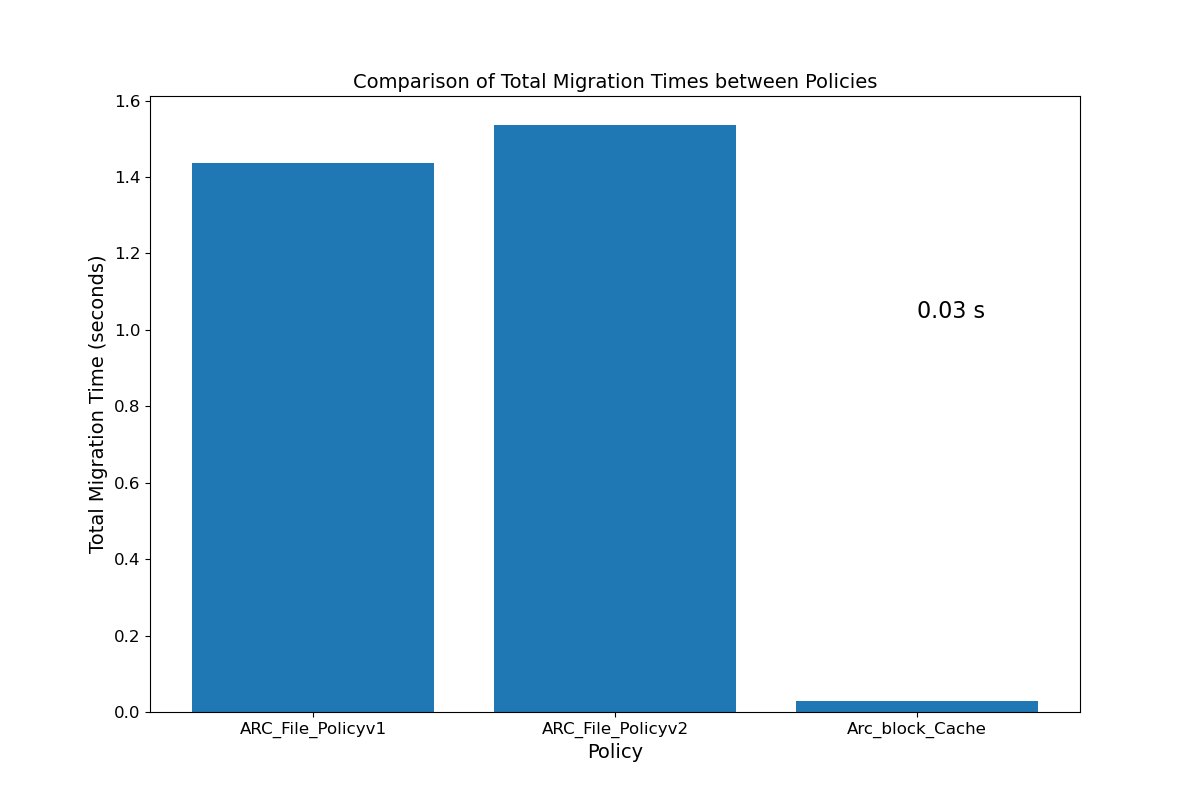 Comparison of Total Migration Times between Policies
1.6
1.4
1.2
1.0
0.8
0.6
0.4
0.2
0.0
Total Migration Time (seconds)
0.03 s
ARC_File_Policyv1
ARC_File_Policyv2
Arc_block_Cache
Policy